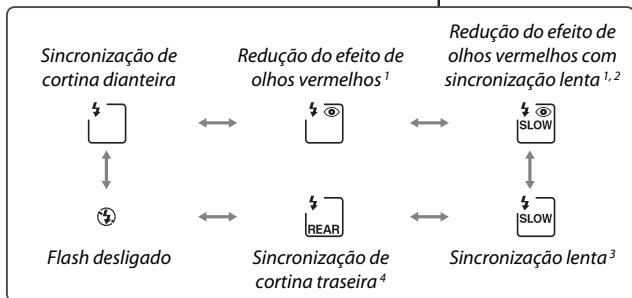 Sincronização de
cortina dianteira
Redução do efeito de
olhos vermelhos 1
Redução do efeito de
olhos vermelhos com
sincronização lenta 1, 2
SLOW
REAR
SLOW
Flash desligado
Sincronização de
cortina traseira 4
Sincronização lenta 3